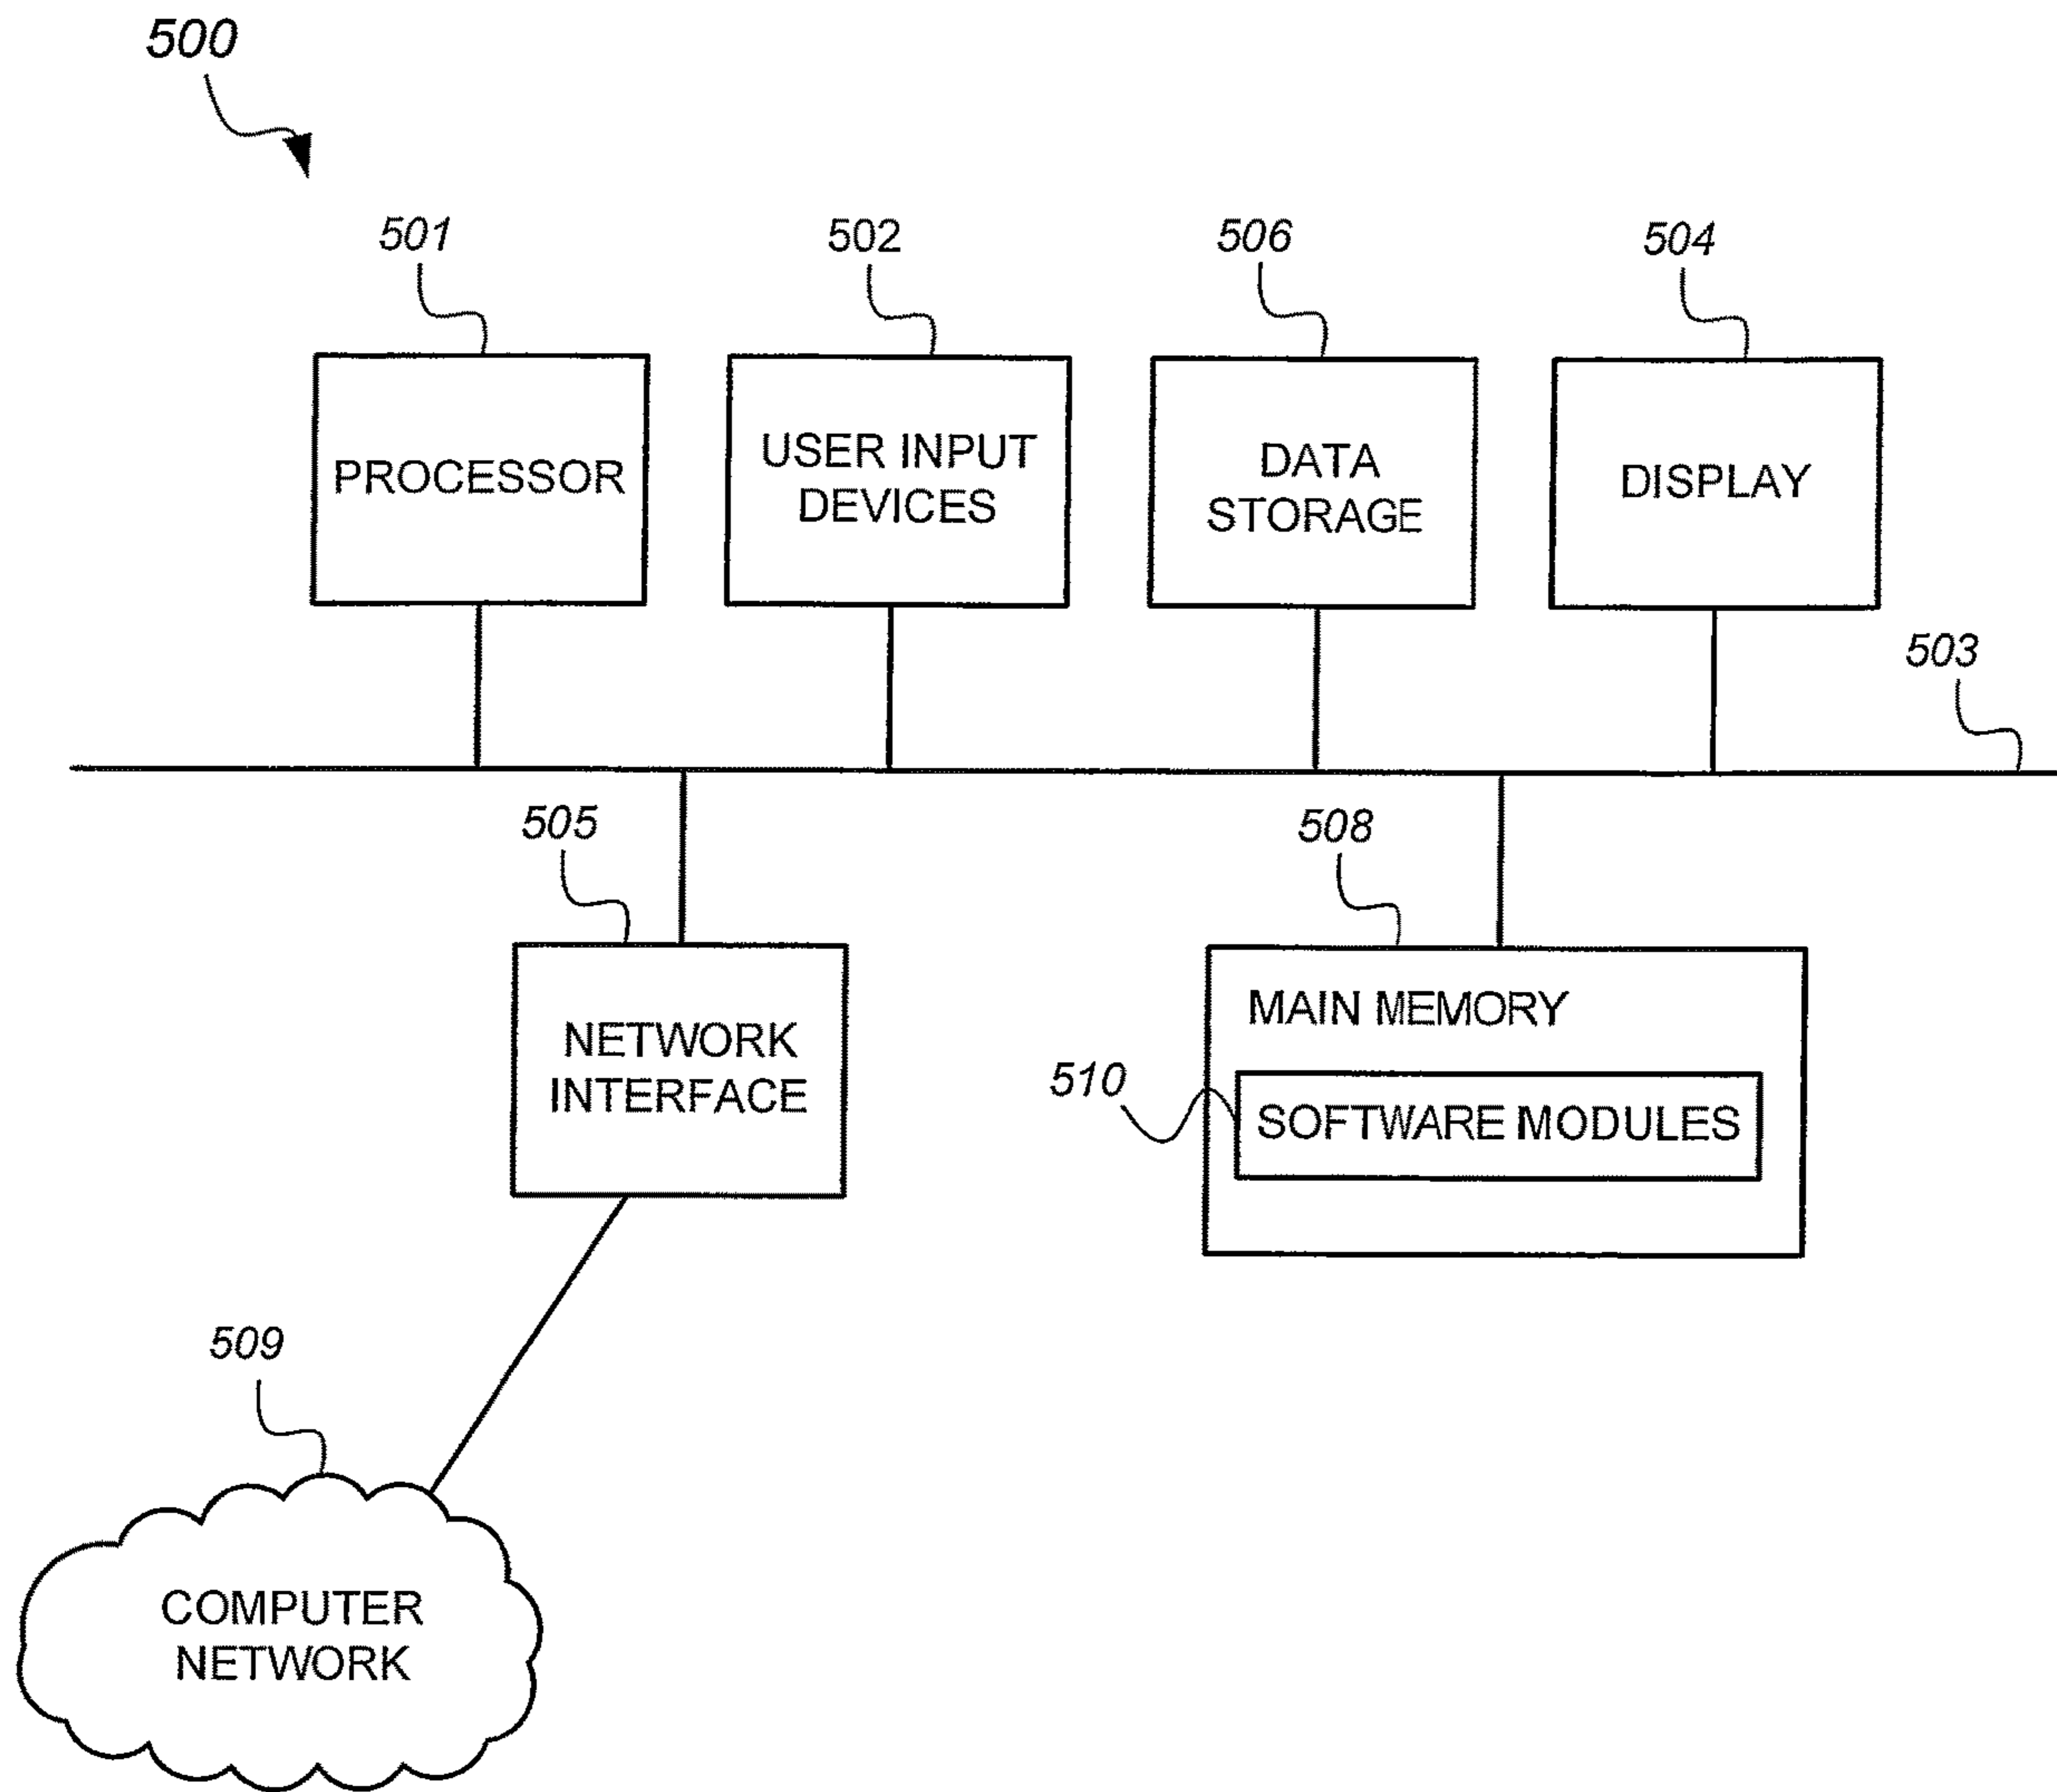 500
501
502
506
504
PROCESSOR
USER INPUT
DEVICES
DATA
STORAGE
DISPLAY
503
505
508
NETWORK
INTERFACE
MAIN MEMORY
510
SOFTWARE MODULES
509
COMPUTER
NETWORK